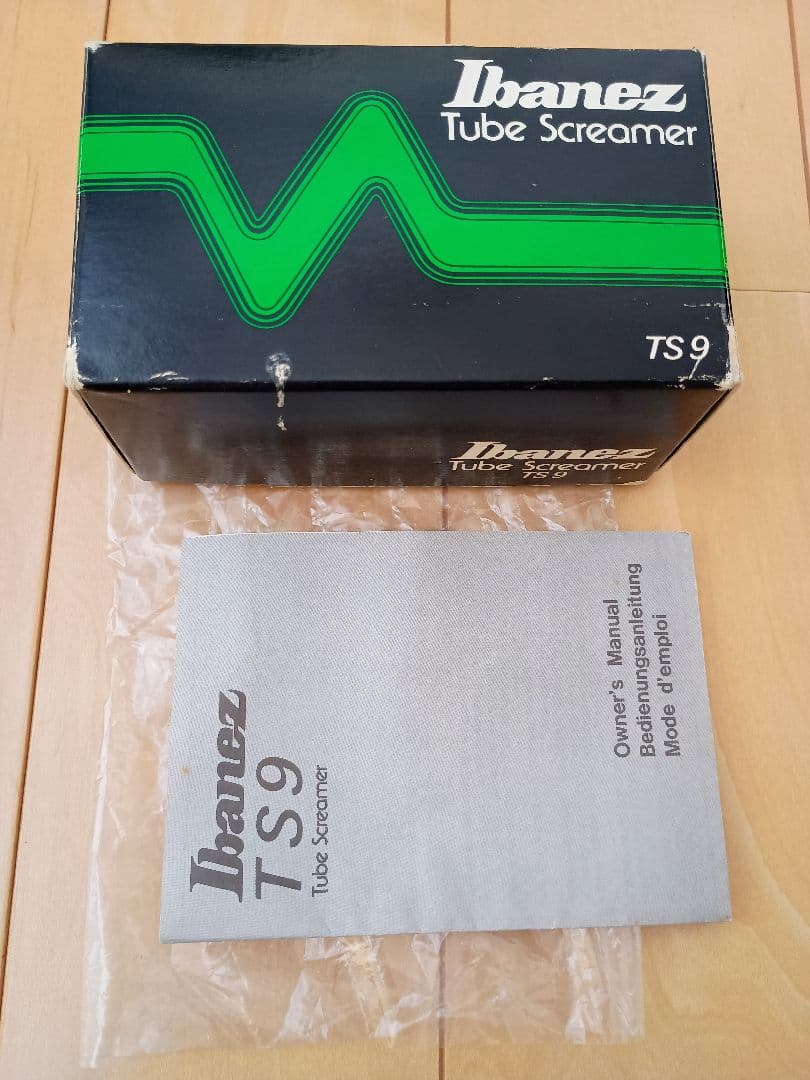 Ibanez
Tube Screamer
TS9
Ibanez
Tube Screamer
TS9
Ibanez
TS9
Tube Screamer
Owner's Manual
Bedienungsanleitung
Mode d'emploi